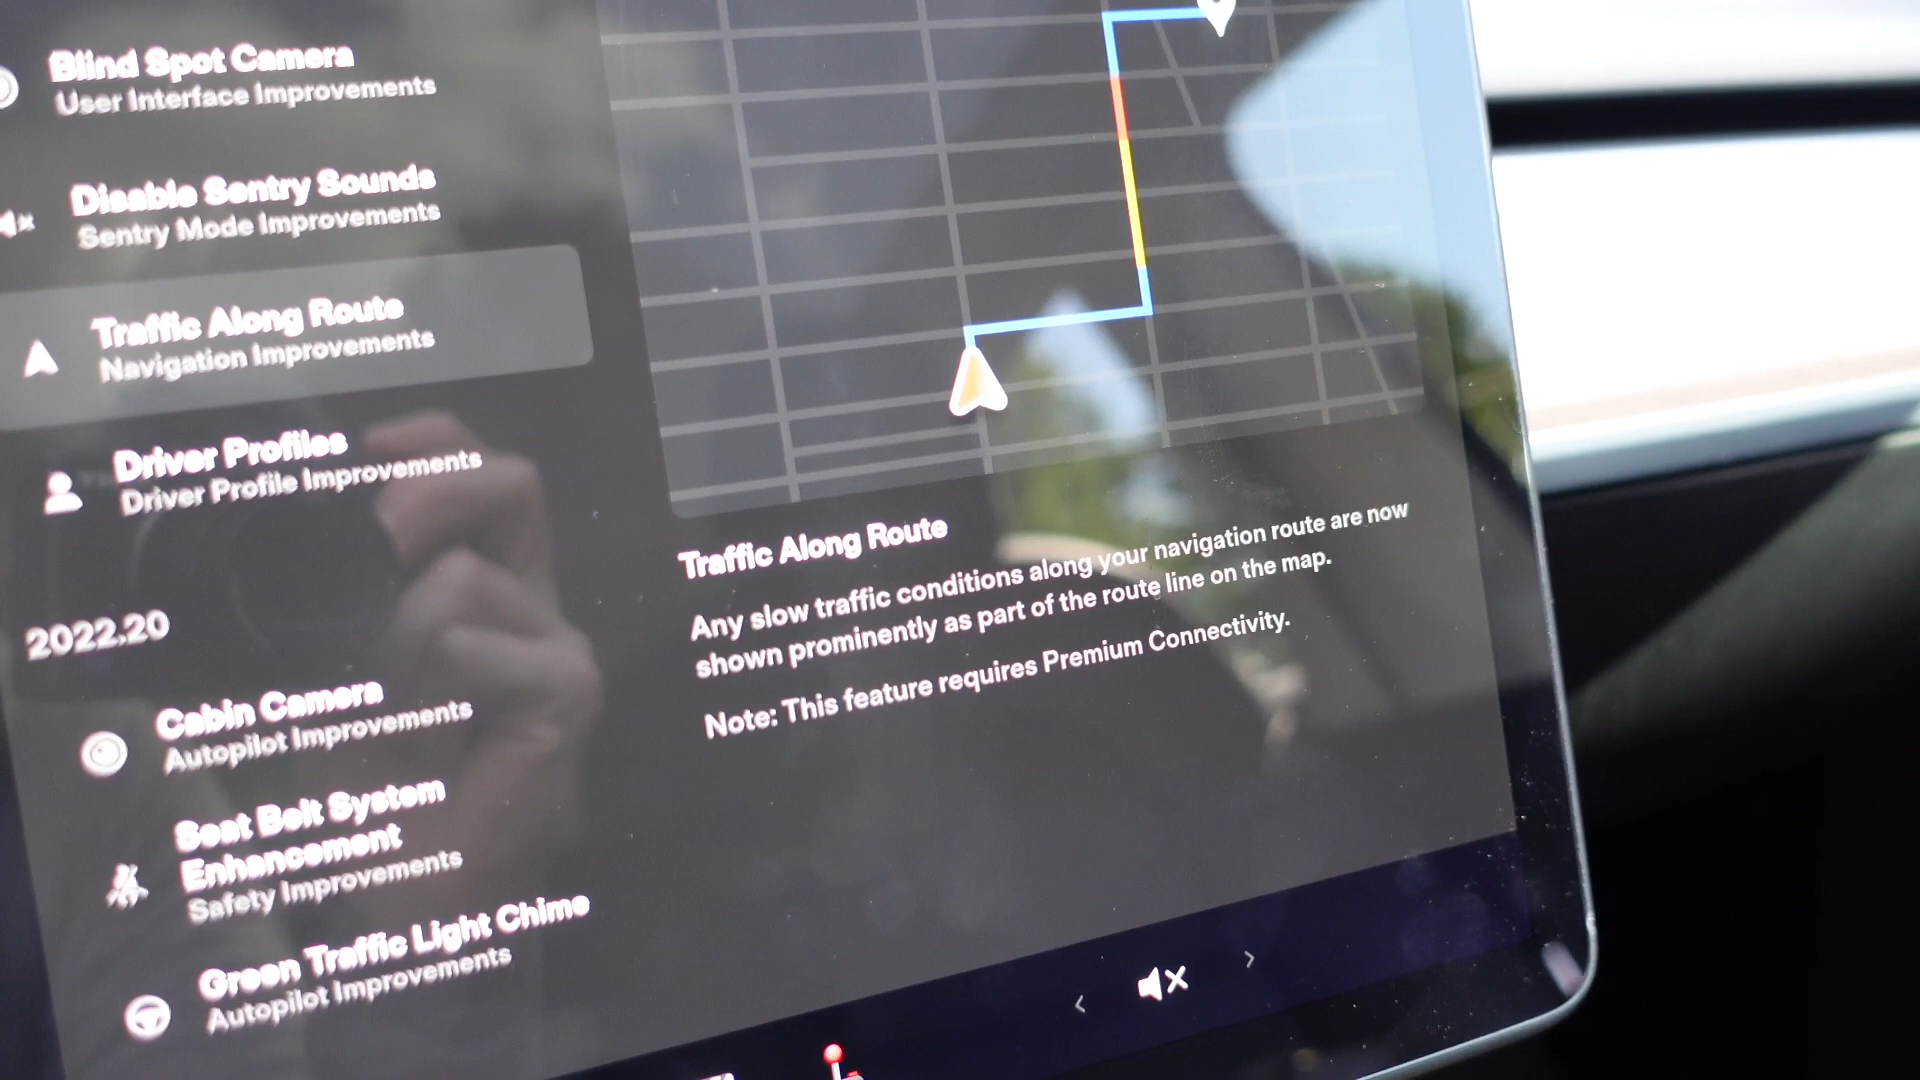 Blind Spot Camera
User Interface Improvements
Disable Sentry Sounds
Sentry Mode Improvements
Traffic Along Route
Navigation Improvements
Driver Profiles
Driver Profile Improvements
2022.20
Cabin Camera
Autopilot Improvements
Seat Belt System
Enhancement
Safety Improvements
Green Traffic Light Chime
Autopilot Improvements
Traffic Along Route
Any slow traffic conditions along your navigation route are now
shown prominently as part of the route line on the map.
Note: This feature requires Premium Connectivity.